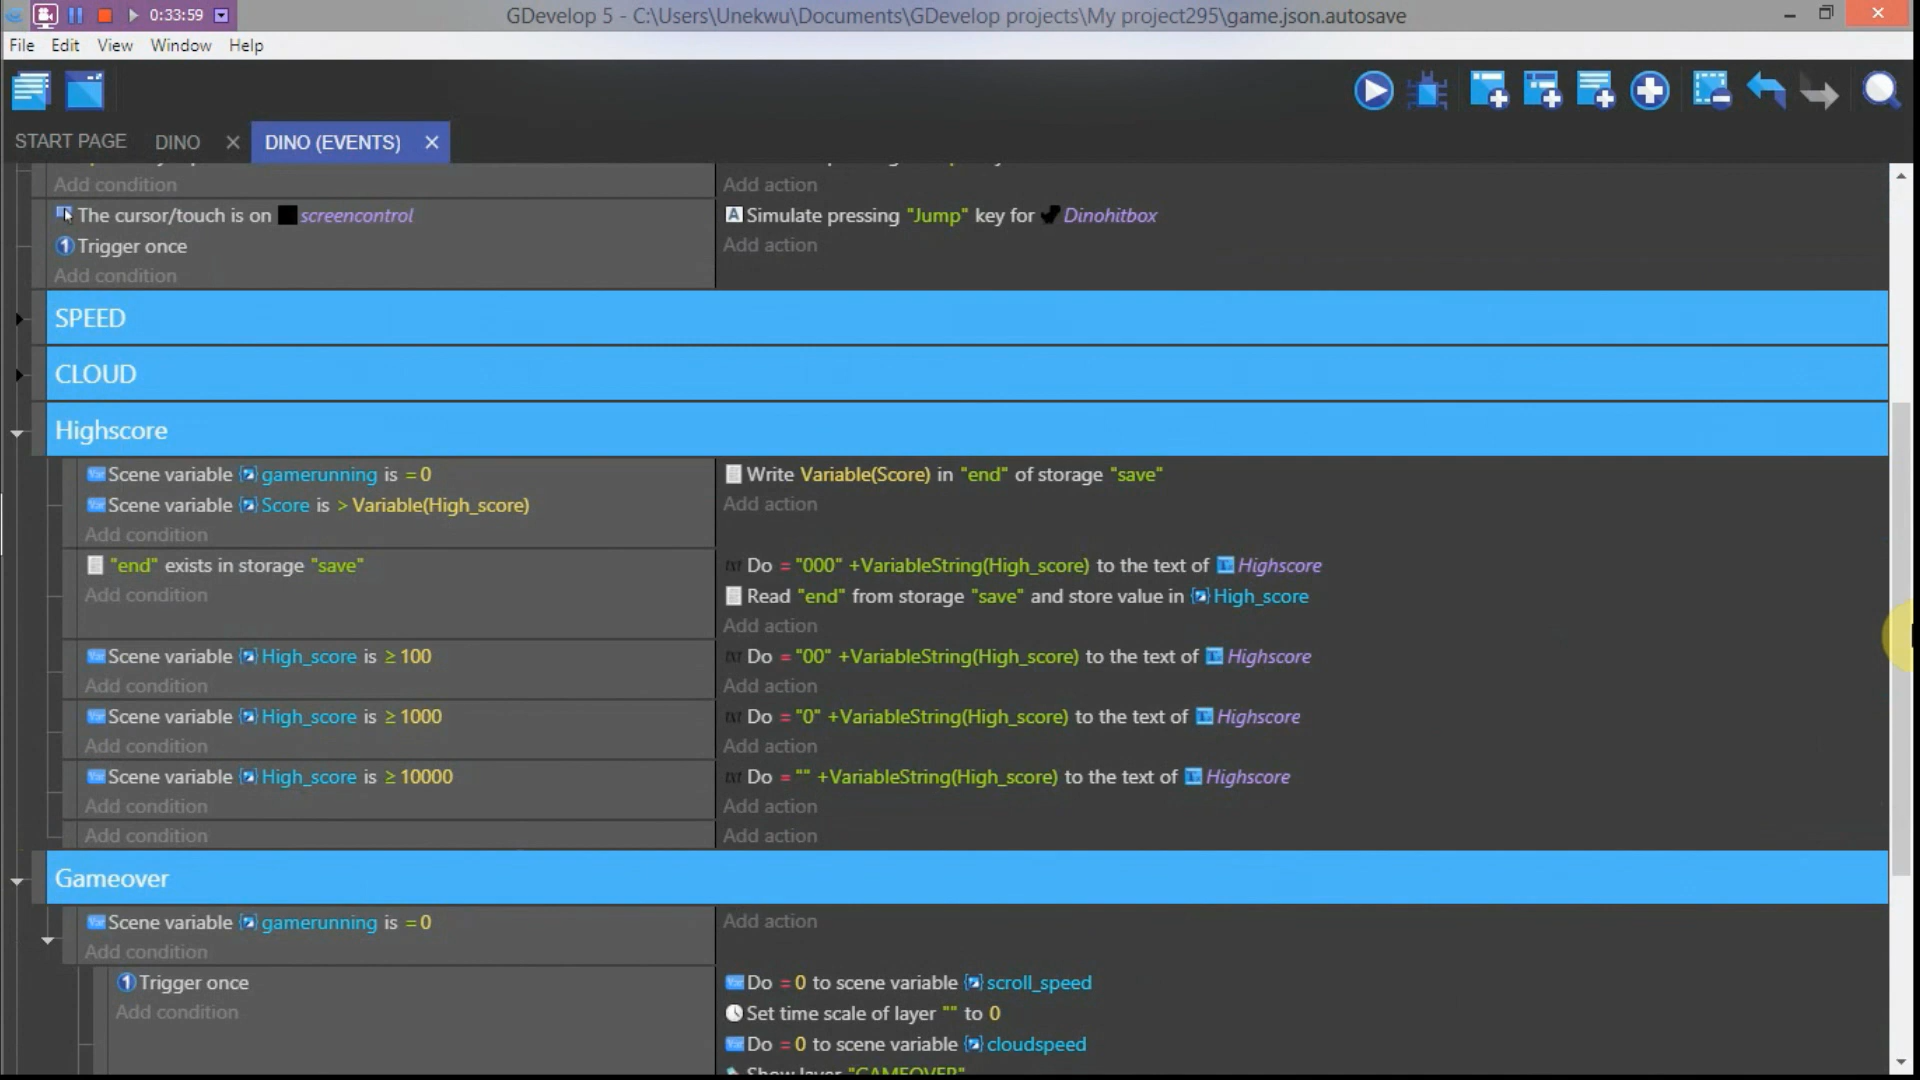 0:33:59
GDevelop 5 - C:\Users\Unekwu\Documents\GDevelop projects\My project295\game.json.autosave
File Edit View Window Help
START PAGE DINO DINO (EVENTS)
Add condition Add action
The cursor/touch is on screencontrol Simulate pressing "Jump" key for Dinohitbox
Trigger once Add action
Add condition
SPEED
CLOUD
Highscore
Scene variable gamerunning is = 0 Write Variable(Score) in "end" of storage "save"
Scene variable Score is > Variable(High_score) Add action
Add condition
"end" exists in storage "save" Do = "000" +VariableString(High_score) to the text of Highscore
Add condition Read "end" from storage "save" and store value in High_score
Add action
Scene variable High_score is ≥ 100 Do = "00" +VariableString(High_score) to the text of Highscore
Add condition Add action
Scene variable High_score is ≥ 1000 Do = "0" +VariableString(High_score) to the text of Highscore
Add condition Add action
Scene variable High_score is ≥ 10000 Do = "" +VariableString(High_score) to the text of Highscore
Add condition Add action
Add condition Add action
Gameover
Scene variable gamerunning is = 0 Add action
Add condition
Trigger once Do = 0 to scene variable scroll_speed
Add condition Set time scale of layer "" to 0
Do = 0 to scene variable cloudspeed
Show layer "GAMEOVER"